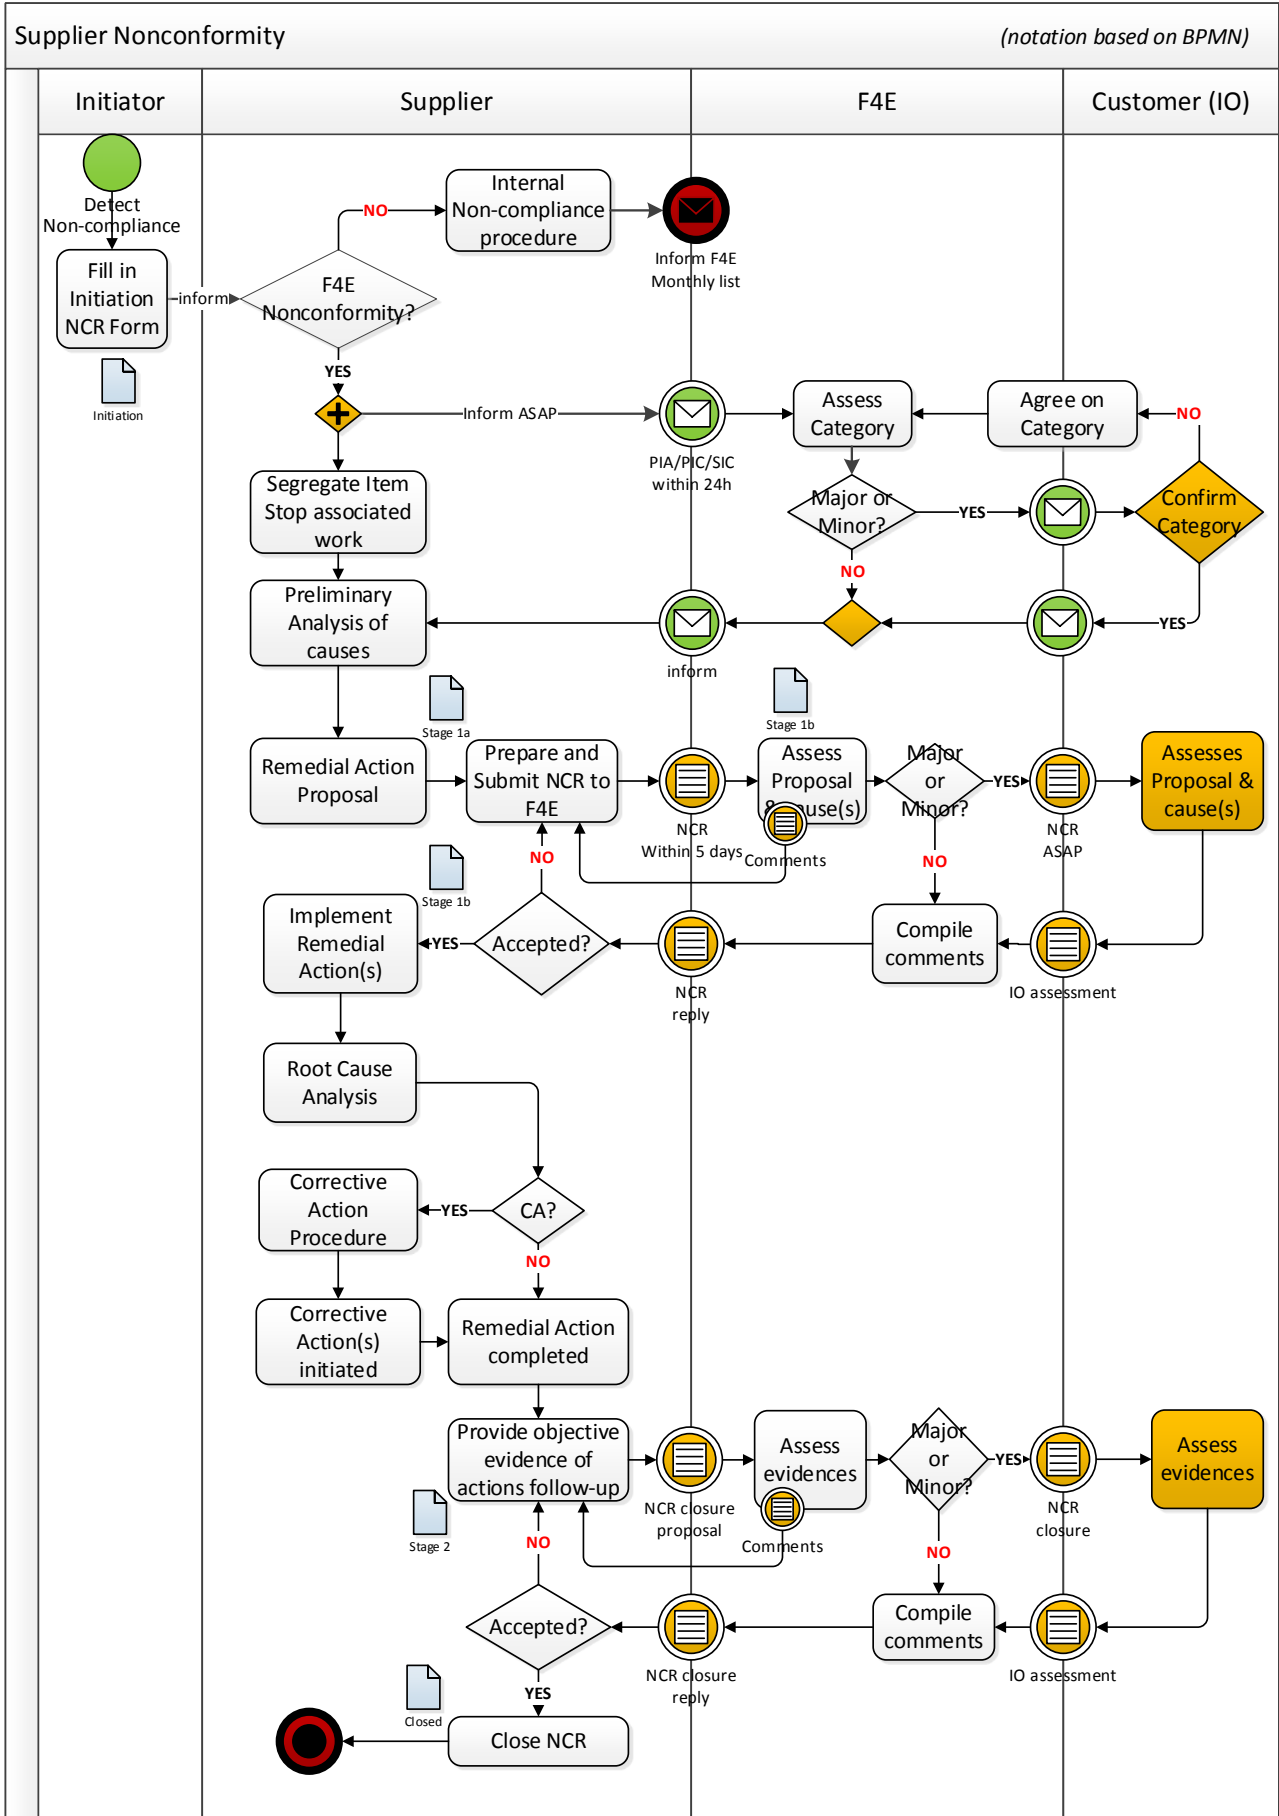 Supplier Nonconformity
(notation based on BPMN)
Initiator
Supplier
F4E
Customer (IO)
Detect
Non-compliance
Fill in
Initiation
NCR Form
Initiation
inform
F4E
Nonconformity?
NO
Internal
Non-compliance
procedure
Inform F4E
Monthly list
YES
Inform ASAP
PIA/PIC/SIC
within 24h
Assess
Category
Agree on
Category
NO
Segregate Item
Stop associated
work
Major or
Minor?
YES
Confirm
Category
NO
YES
Preliminary
Analysis of
causes
inform
Stage 1a
Stage 1b
Remedial Action
Proposal
Prepare and
Submit NCR to
F4E
NCR
Within 5 days
Assess
Proposal
& cause(s)
Comments
Major
or
Minor?
YES
NCR
ASAP
Assesses
Proposal &
cause(s)
NO
NO
Stage 1b
Implement
Remedial
Action(s)
YES
Accepted?
NCR
reply
Compile
comments
IO assessment
Root Cause
Analysis
Corrective
Action
Procedure
YES
CA?
NO
Corrective
Action(s)
initiated
Remedial Action
completed
Provide objective
evidence of
actions follow-up
NCR closure
proposal
Assess
evidences
Comments
Major
or
Minor?
YES
NCR
closure
Assess
evidences
Stage 2
NO
NO
Accepted?
NCR closure
reply
Compile
comments
IO assessment
YES
Closed
Close NCR